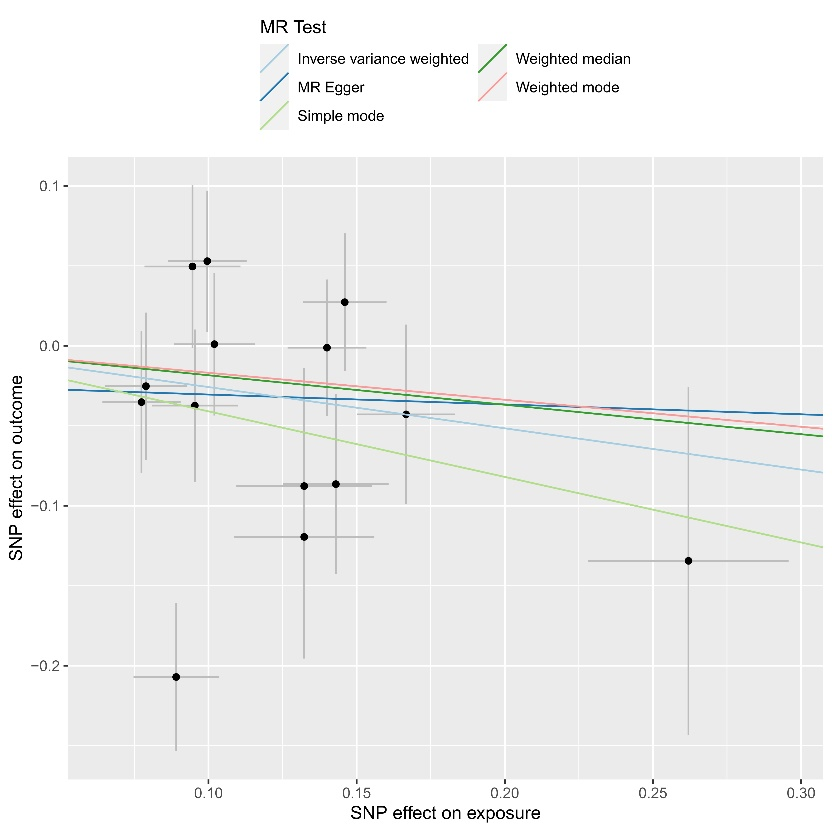 MR Test
Inverse variance weighted
Weighted median
MR Egger
Weighted mode
Simple mode
0.1
0.0
−0.1
−0.2
SNP effect on outcome
0.10
0.15
0.20
0.25
0.30
SNP effect on exposure